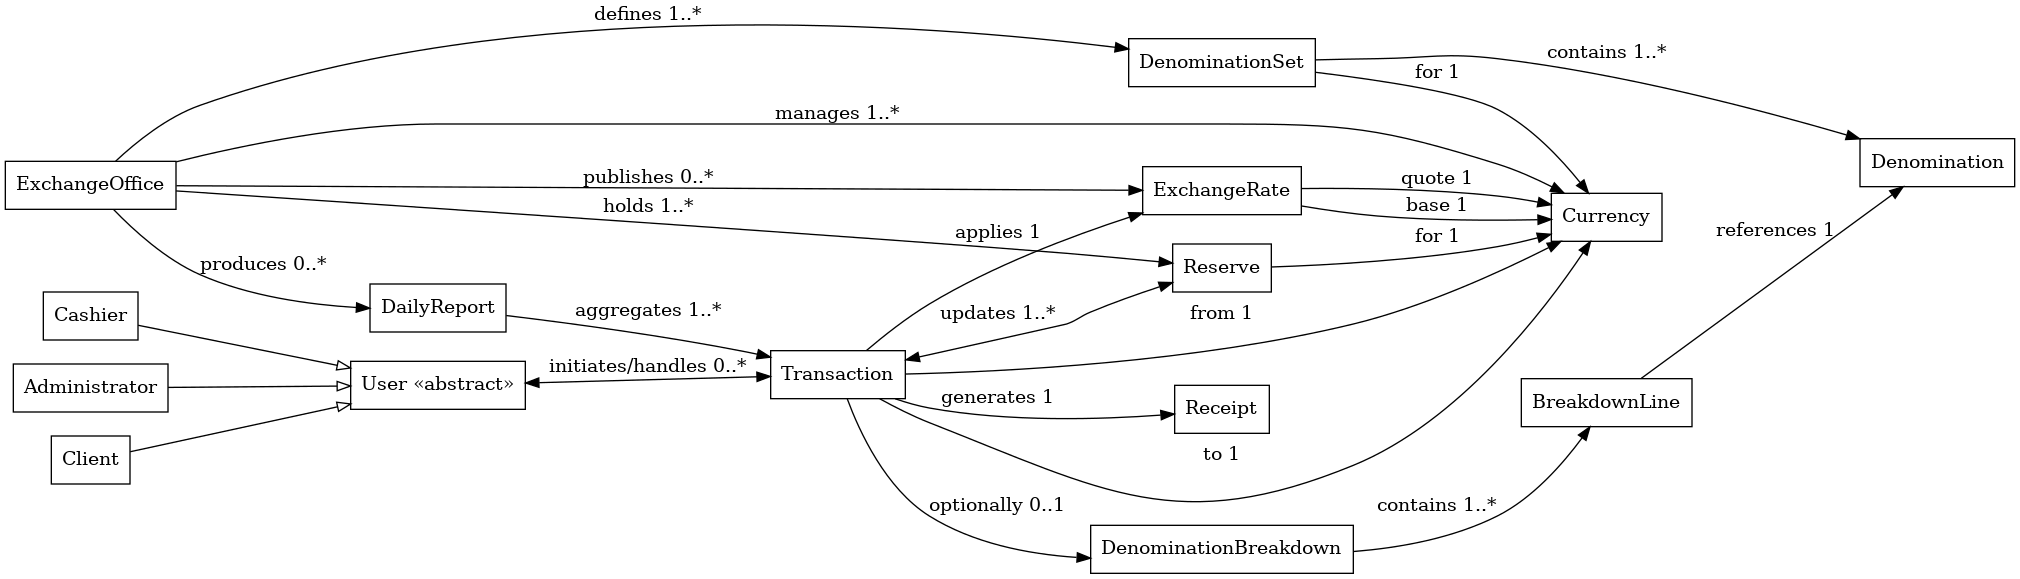 defines 1..*
DenominationSet
contains 1..*
for 1
manages 1..*
ExchangeOffice
publishes 0..*
ExchangeRate
quote 1
base 1
Currency
Denomination
holds 1..*
applies 1
for 1
references 1
produces 0..*
Reserve
DailyReport
Cashier
aggregates 1..*
updates 1..*
from 1
Administrator
User «abstract»
initiates/handles 0..*
Transaction
generates 1
Receipt
BreakdownLine
Client
to 1
optionally 0..1
contains 1..*
DenominationBreakdown